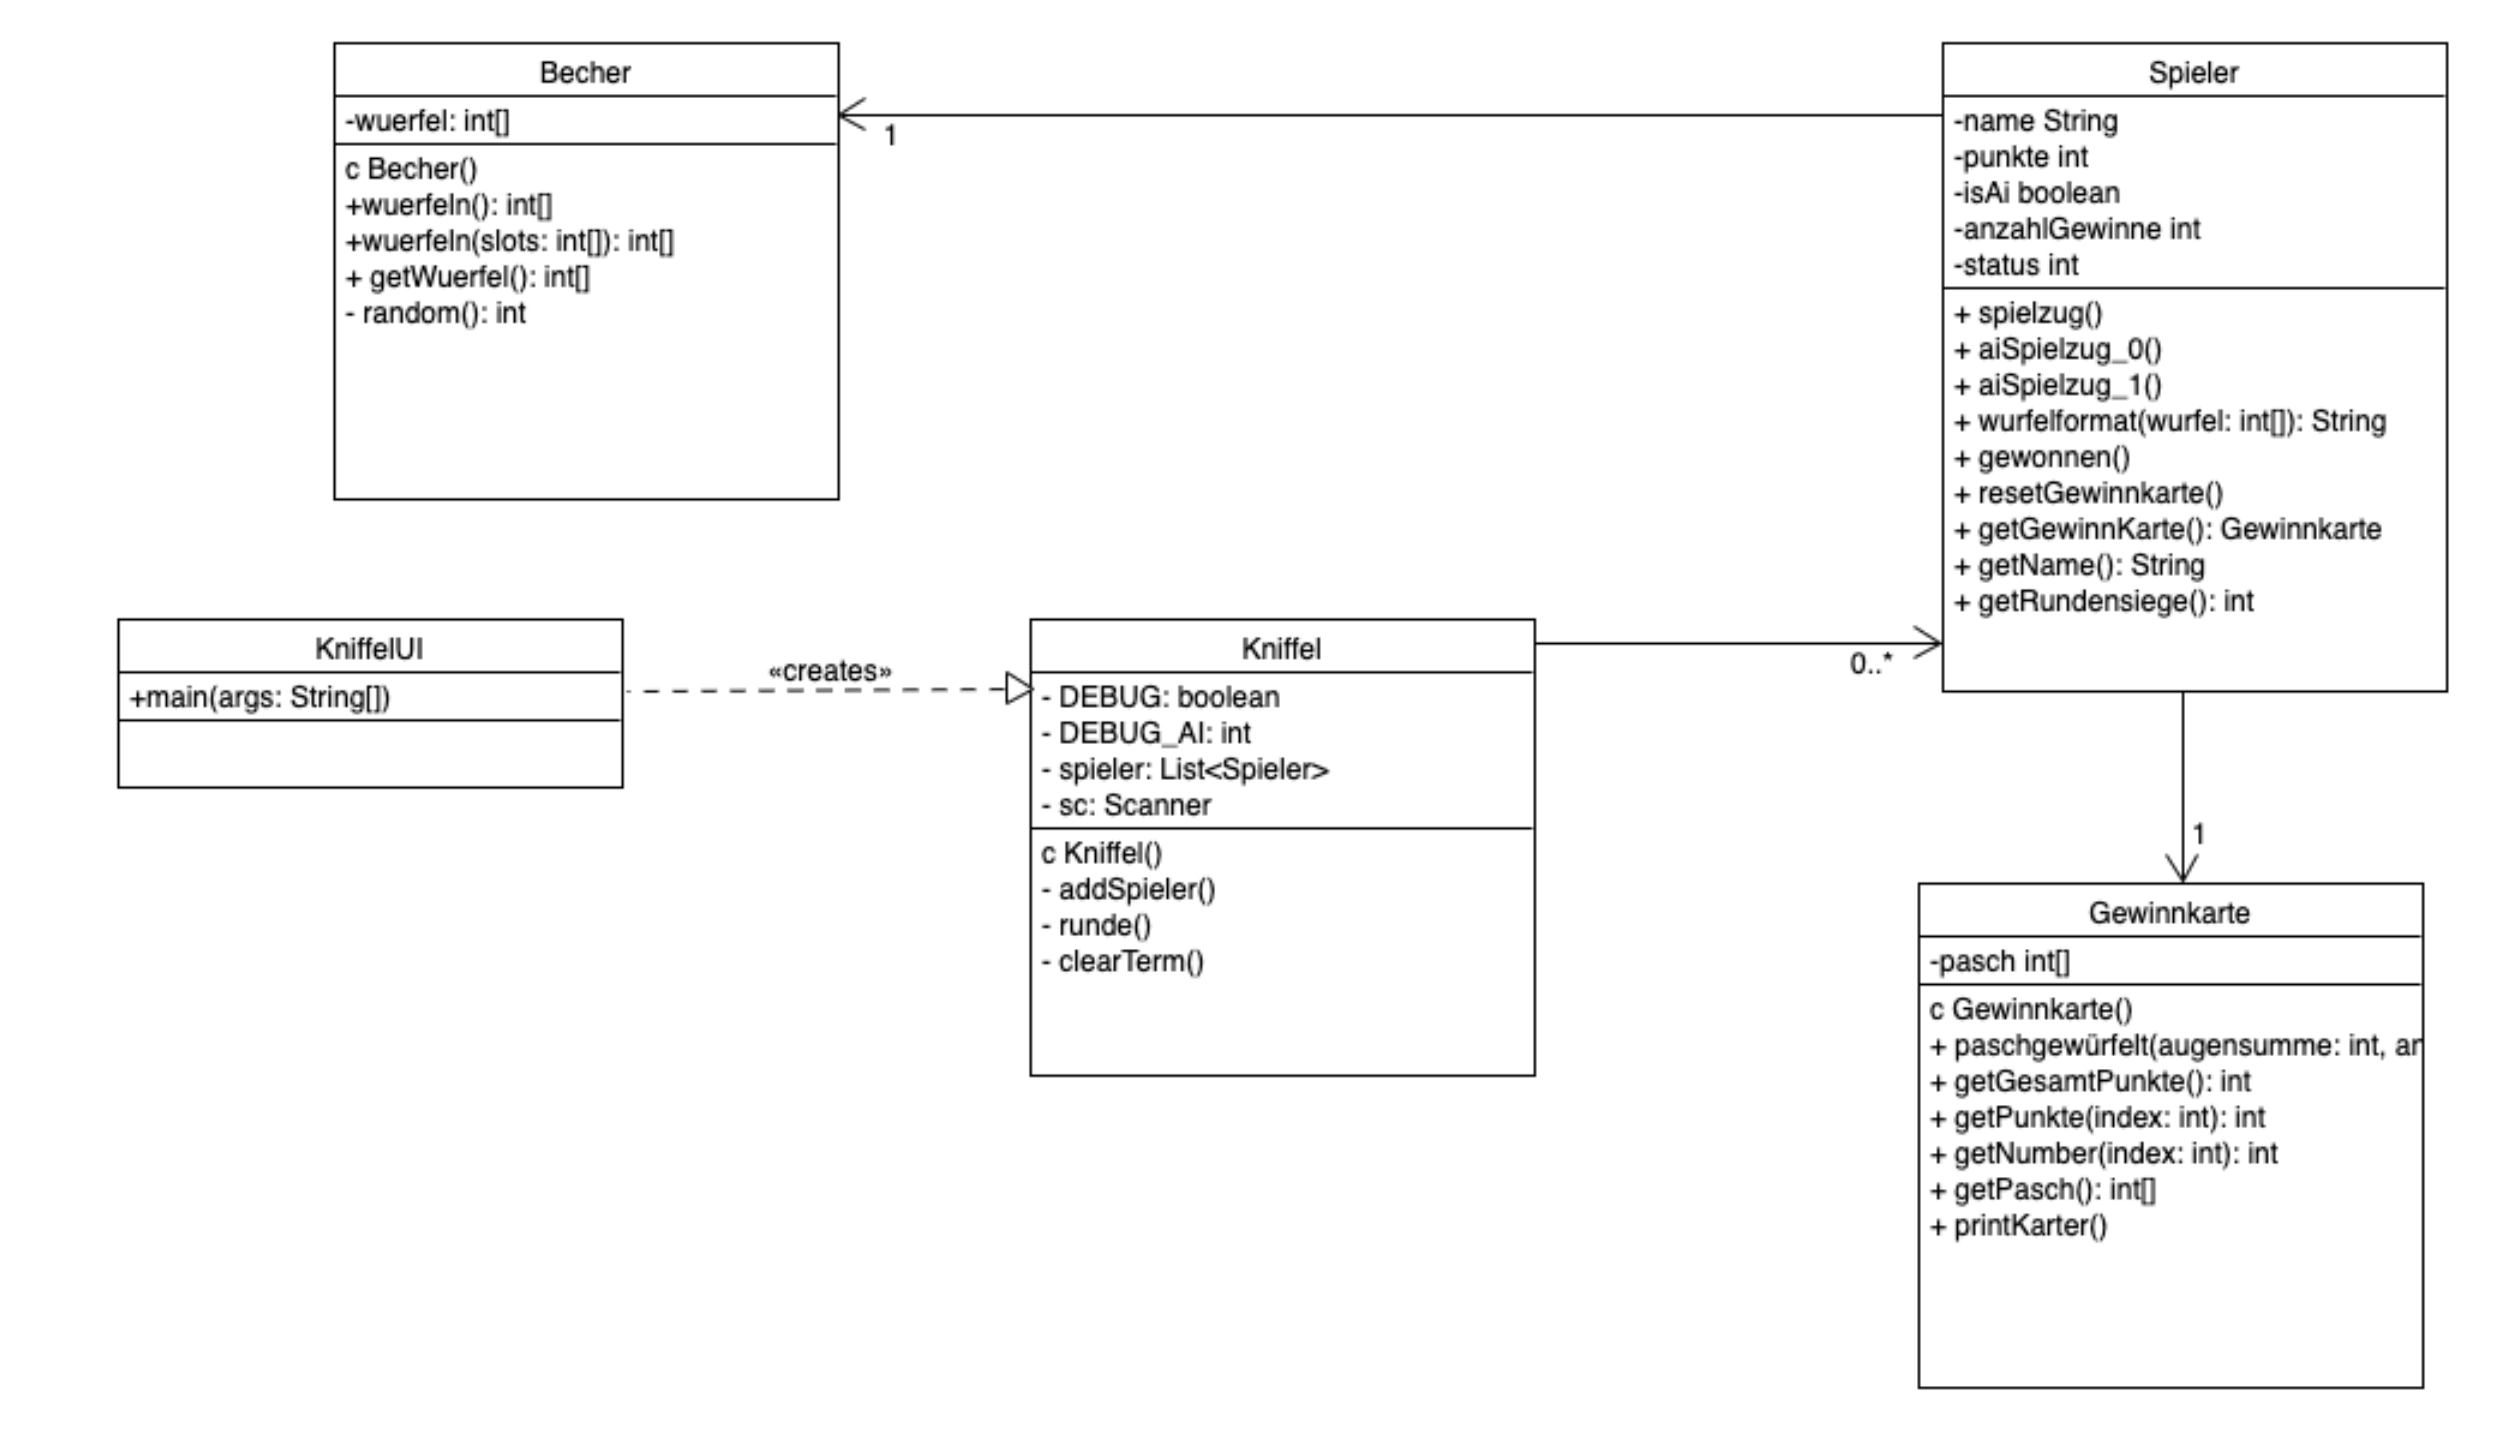 Becher
-wuerfel: int[]
c Becher()
+wuerfeln(): int[]
+wuerfeln(slots: int[]): int[]
+ getWuerfel(): int[]
- random(): int
1
Spieler
-name String
-punkte int
-isAi boolean
-anzahlGewinne int
-status int
+ spielzug()
+ aiSpielzug_0()
+ aiSpielzug_1()
+ wurfelformat(wurfel: int[]): String
+ gewonnen()
+ resetGewinnkarte()
+ getGewinnKarte(): Gewinnkarte
+ getName(): String
+ getRundensiege(): int
KniffelUI
+main(args: String[])
«creates»
Kniffel
- DEBUG: boolean
- DEBUG_AI: int
- spieler: List<Spieler>
- sc: Scanner
c Kniffel()
- addSpieler()
- runde()
- clearTerm()
0..*
1
Gewinnkarte
-pasch int[]
c Gewinnkarte()
+ paschgewürfelt(augensumme: int, an
+ getGesamtPunkte(): int
+ getPunkte(index: int): int
+ getNumber(index: int): int
+ getPasch(): int[]
+ printKarter()